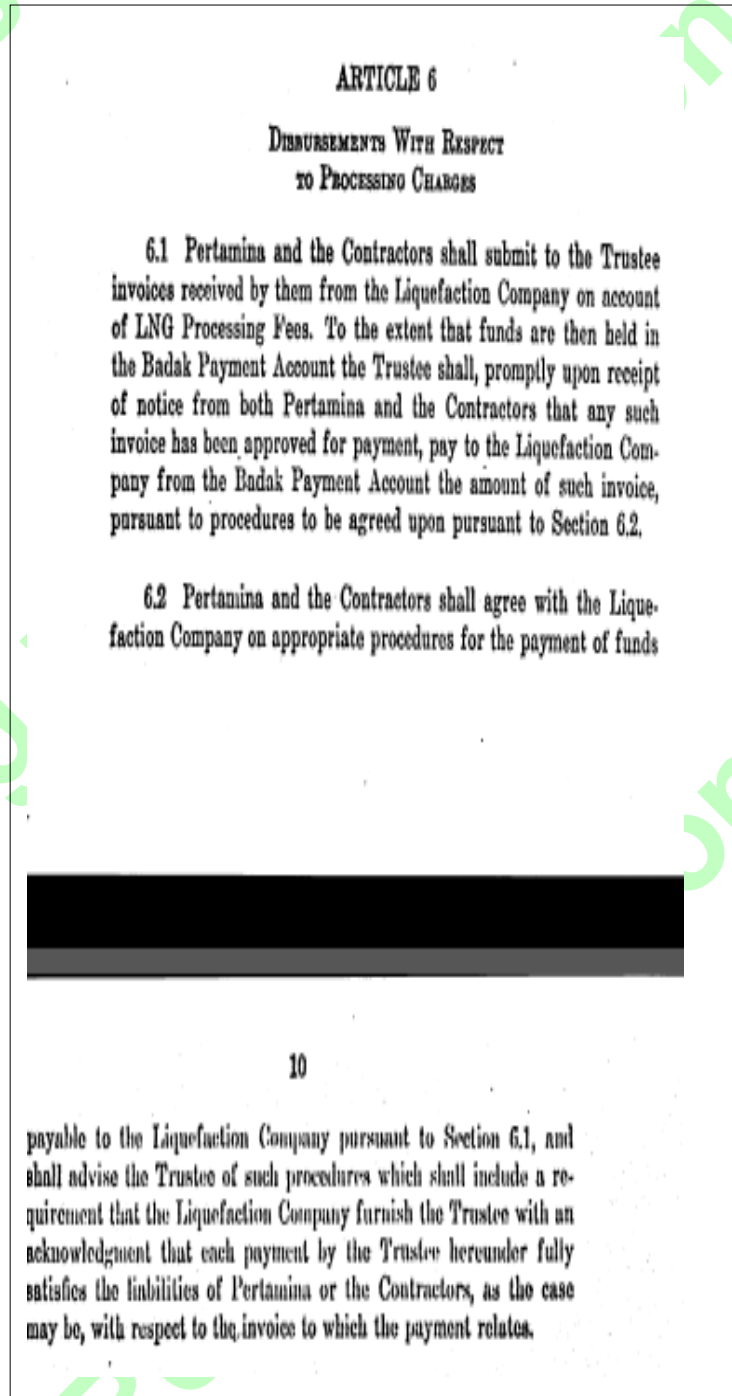 ARTICLE 6
DISBURSEMENTS WITH RESPECT
TO PROCESSING CHARGES
6.1 Pertamina and the Contractors shall submit to the Trustee
invoices received by them from the Liquefaction Company on account
of LNG Processing Fees. To the extent that funds are then held in
the Badak Payment Account the Trustee shall, promptly upon receipt
of notice from both Pertamina and the Contractors that any such
invoice has been approved for payment, pay to the Liquefaction Com-
pany from the Badak Payment Account the amount of such invoice,
pursuant to procedures to be agreed upon pursuant to Section 6.2.
6.2 Pertamina and the Contractors shall agree with the Lique-
faction Company on appropriate procedures for the payment of funds
10
payable to the Liquefaction Company pursuant to Section 6.1, and
shall advise the Trustee of such procedures which shall include a re-
quirement that the Liquefaction Company furnish the Trustee with an
acknowledgment that each payment by the Trustee hereunder fully
satisfies the liabilities of Pertamina or the Contractors, as the case
may be, with respect to the invoice to which the payment relates.